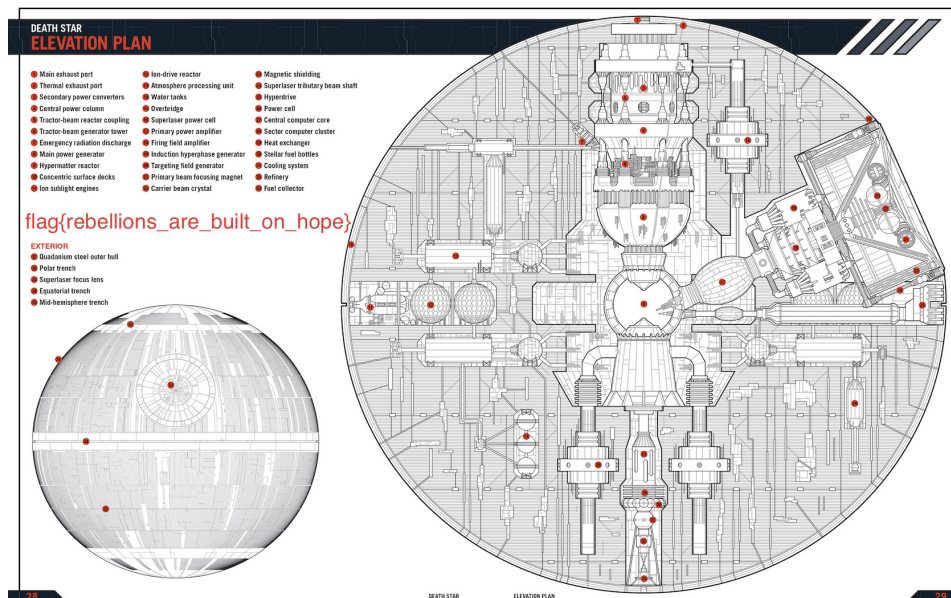 DEATH STAR
ELEVATION PLAN
Main exhaust port
Thermal exhaust port
Secondary power converters
Central power column
Tractor-beam reactor coupling
Tractor-beam generator tower
Emergency radiation discharge
Main power generator
Hypermatter reactor
Concentric surface decks
Ion sublight engines
Ion-drive reactor
Atmosphere processing unit
Water tanks
Overbridge
Superlaser power cell
Primary power amplifier
Firing field amplifier
Induction hyperphase generator
Targeting field generator
Primary beam focusing magnet
Carrier beam crystal
Magnetic shielding
Superlaser tributary beam shaft
Hyperdrive
Power cell
Central computer core
Sector computer cluster
Heat exchanger
Stellar fuel bottles
Cooling system
Refinery
Fuel collector
flag{rebellions_are_built_on_hope}
EXTERIOR
Quadanium steel outer hull
Polar trench
Superlaser focus lens
Equatorial trench
Mid-hemisphere trench
28
DEATH STAR
ELEVATION PLAN
29